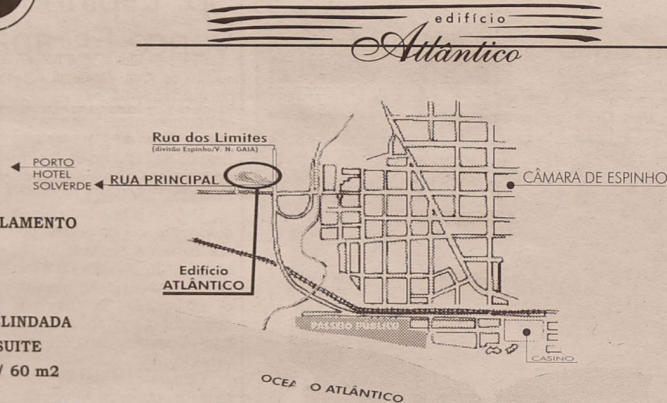 edifício
Atlântico
Rua dos Limites
(divisão Espinho/V. N. GAIA)
PORTO
HOTEL
SOLVERDE
RUA PRINCIPAL
CÂMARA DE ESPINHO
LAMENTO
Edifício
ATLÂNTICO
LINDADA
SUITE
/ 60 m2
PASSEIO PÚBLICO
CASINO
OCEA O ATLÂNTICO